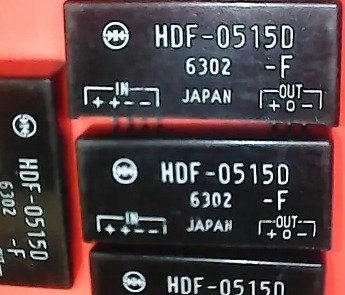 HDF-0515D
6302 -F
IN JAPAN OUT
++-- +0-
HDF-0515D
6302 -F
IN JAPAN OUT
++-- +0-
HDF-0515D
HDF-0515D
6302
-F